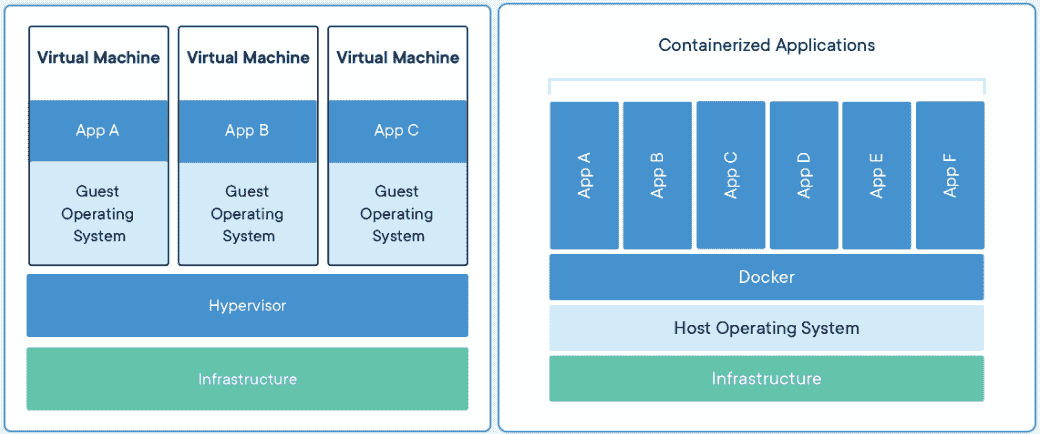 Virtual Machine
App A
Guest
Operating
System
Virtual Machine
App B
Guest
Operating
System
Virtual Machine
App C
Guest
Operating
System
Hypervisor
Infrastructure
Containerized Applications
App A
App B
App C
App D
App E
App F
Docker
Host Operating System
Infrastructure